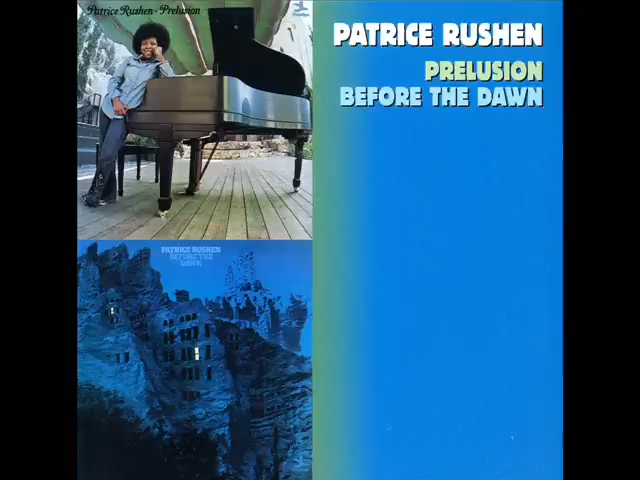 Patrice Rushen - Prelusion
PATRICE RUSHEN
PRELUSION
BEFORE THE DAWN
PATRICE RUSHEN
BEFORE THE
DAWN